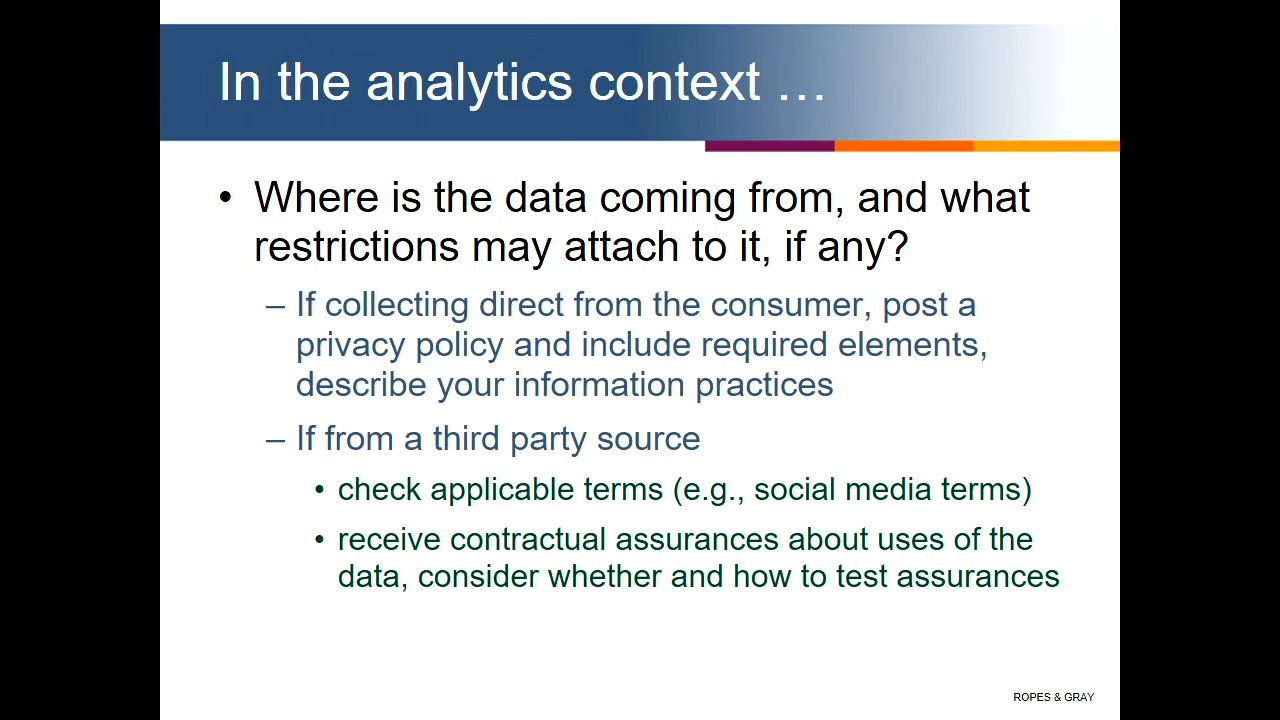 In the analytics context …
• Where is the data coming from, and what
restrictions may attach to it, if any?
– If collecting direct from the consumer, post a
privacy policy and include required elements,
describe your information practices
– If from a third party source
• check applicable terms (e.g., social media terms)
• receive contractual assurances about uses of the
data, consider whether and how to test assurances
ROPES & GRAY